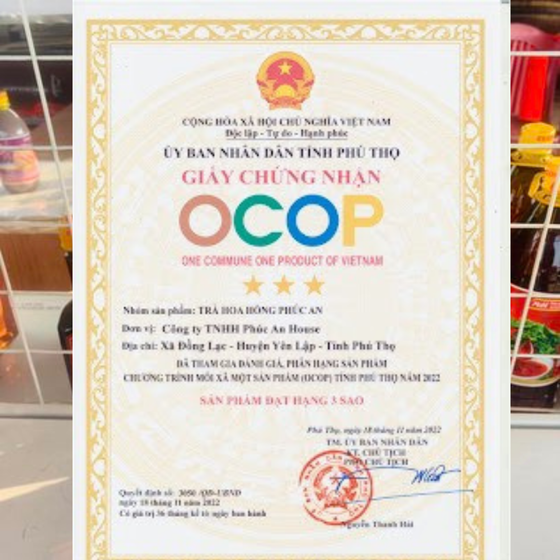 CỘNG HÒA XÃ HỘI CHỦ NGHĨA VIỆT NAM
Độc lập - Tự do - Hạnh phúc
ỦY BAN NHÂN DÂN TỈNH PHÚ THỌ
GIẤY CHỨNG NHẬN
OCOP
ONE COMMUNE ONE PRODUCT OF VIETNAM
Nhóm sản phẩm: TRÀ HOA HỒNG PHÚC AN
Đơn vị: Công ty TNHH Phúc An House
Địa chỉ: Xã Đồng Lạc - Huyện Yên Lập - Tỉnh Phú Thọ
ĐÃ THAM GIA ĐÁNH GIÁ, PHÂN HẠNG SẢN PHẨM
CHƯƠNG TRÌNH MỖI XÃ MỘT SẢN PHẨM (OCOP) TỈNH PHÚ THỌ NĂM 2022
SẢN PHẨM ĐẠT HẠNG 3 SAO
Phú Thọ, ngày 18 tháng 11 năm 2022
TM. ỦY BAN NHÂN DÂN
KT. CHỦ TỊCH
PHÓ CHỦ TỊCH
Quyết định số: 3050 /QĐ-UBND
ngày 18 tháng 11 năm 2022
Có giá trị 36 tháng kể từ ngày ban hành
Nguyễn Thanh Hải